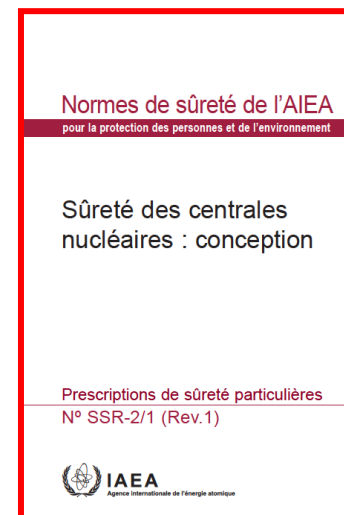 Normes de sûreté de l'AIEA
pour la protection des personnes et de l'environnement
Sûreté des centrales
nucléaires : conception
Prescriptions de sûreté particulières
Nº SSR-2/1 (Rev.1)
IAEA
Agence internationale de l'énergie atomique